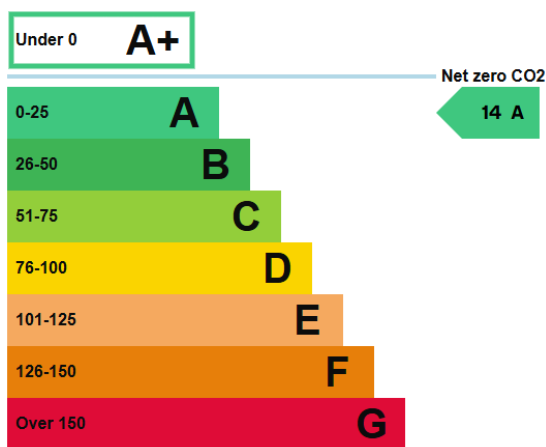 Under 0 A+
Net zero CO2
0-25 A 14 A
26-50 B
51-75 C
76-100 D
101-125 E
126-150 F
Over 150 G